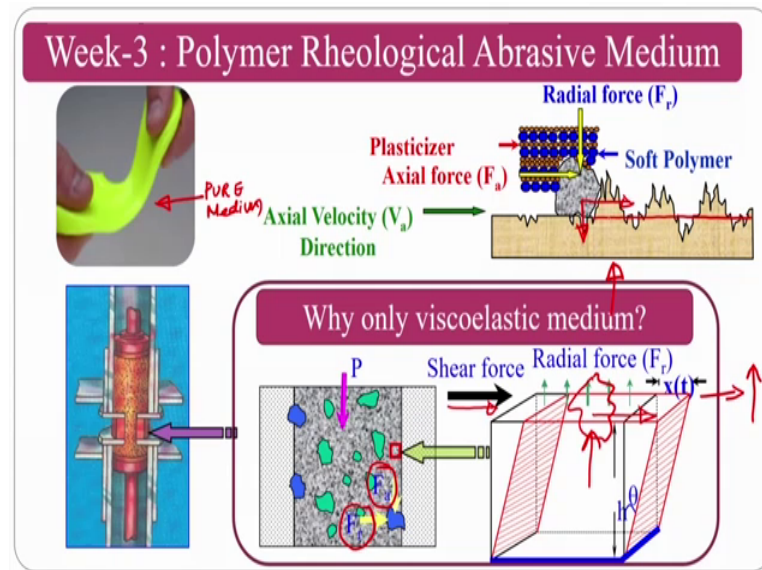 Week-3 : Polymer Rheological Abrasive Medium
Radial force (Fr)
Plasticizer
Soft Polymer
Axial force (Fa)
PURE
Medium
Axial Velocity (Va)
Direction
Why only viscoelastic medium?
P
Shear force
Radial force (Fr)
x(t)
θ
h